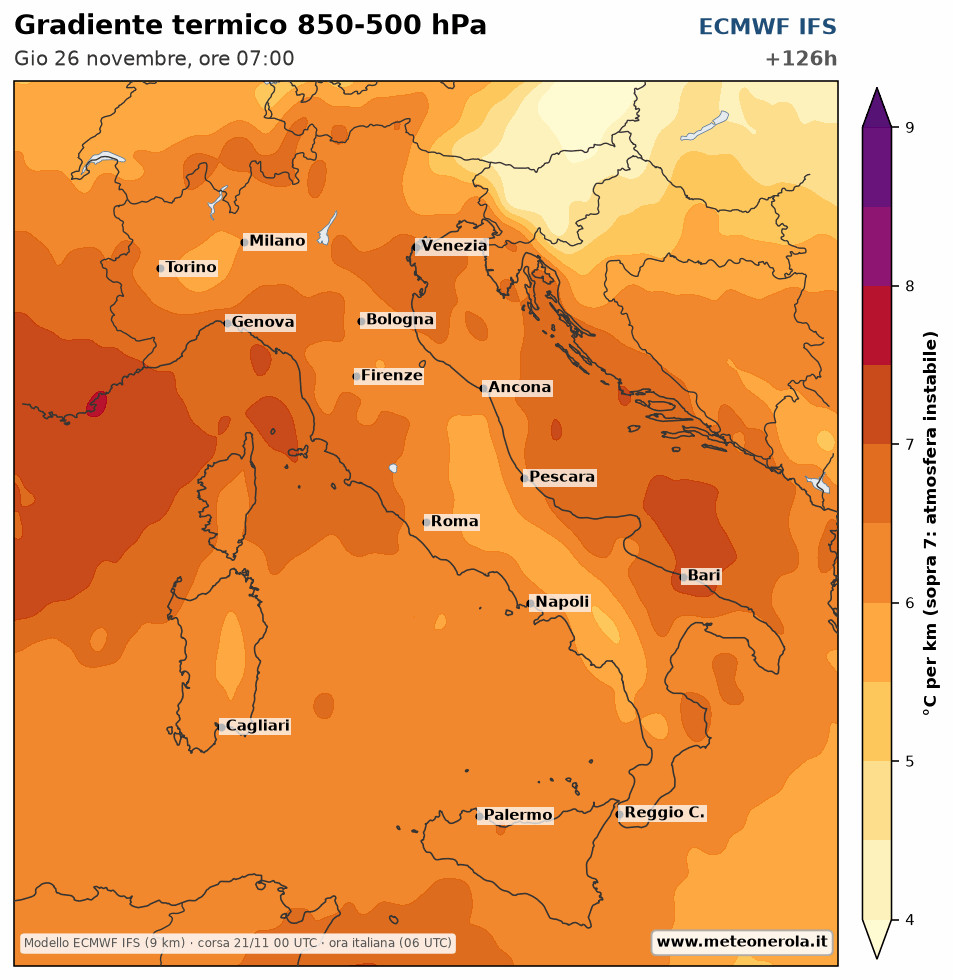 Gradiente termico 850-500 hPa
ECMWF IFS
Gio 26 novembre, ore 07:00
+126h
Milano
Venezia
Torino
Genova
Bologna
Firenze
Ancona
Pescara
Roma
Bari
Napoli
Cagliari
Palermo
Reggio C.
9
8
7
6
5
4
°C per km (sopra 7: atmosfera instabile)
Modello ECMWF IFS (9 km) · corsa 21/11 00 UTC · ora italiana (06 UTC)
www.meteonerola.it